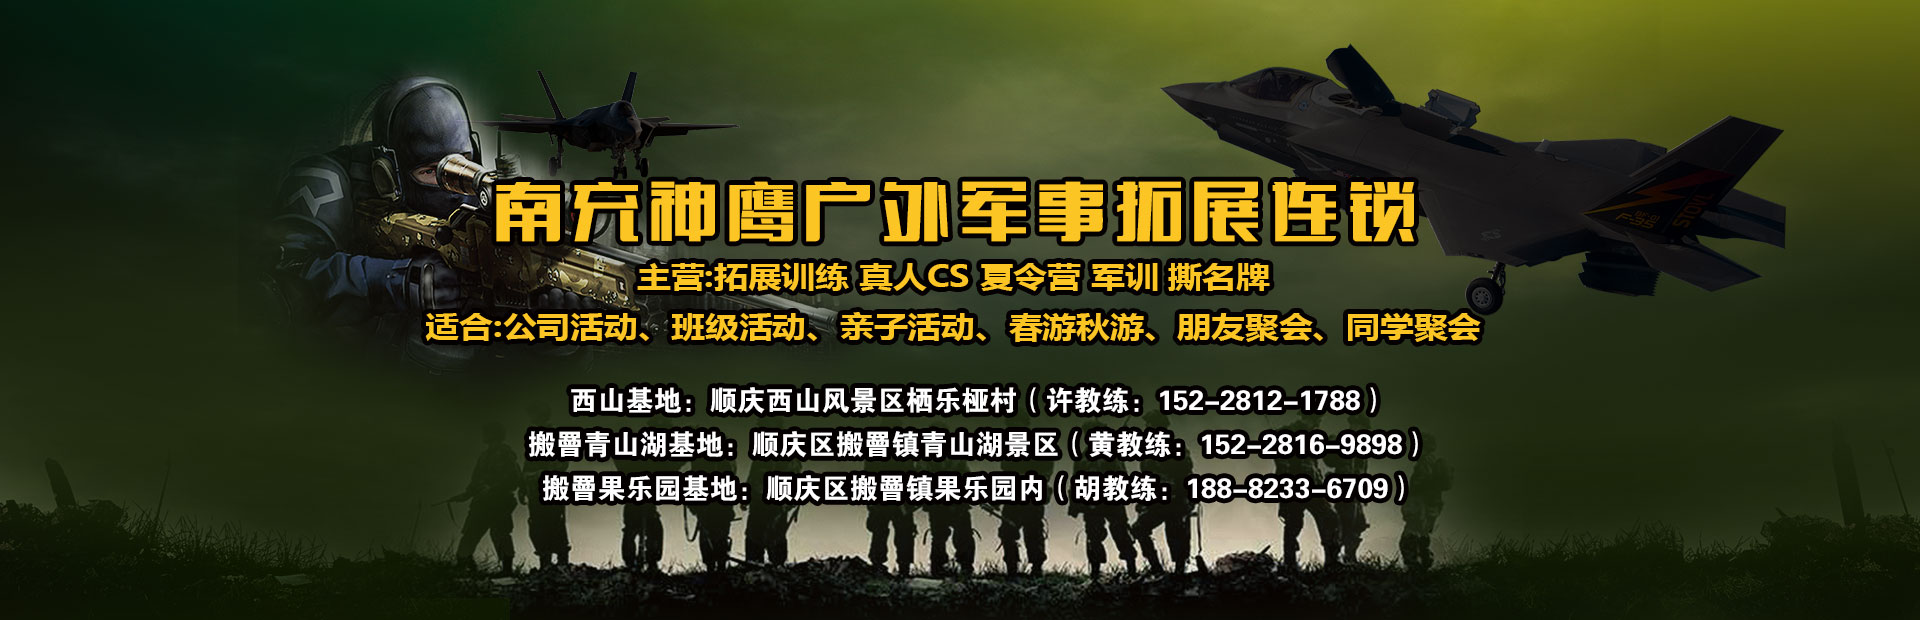 南充神鹰户外军事拓展连锁
主营:拓展训练 真人CS 夏令营 军训 撕名牌
适合:公司活动、班级活动、亲子活动、春游秋游、朋友聚会、同学聚会
西山基地：顺庆西山风景区栖乐桠村（许教练：152-2812-1788）
搬罾青山湖基地：顺庆区搬罾镇青山湖景区（黄教练：152-2816-9898）
搬罾果乐园基地：顺庆区搬罾镇果乐园内（胡教练：188-8233-6709）